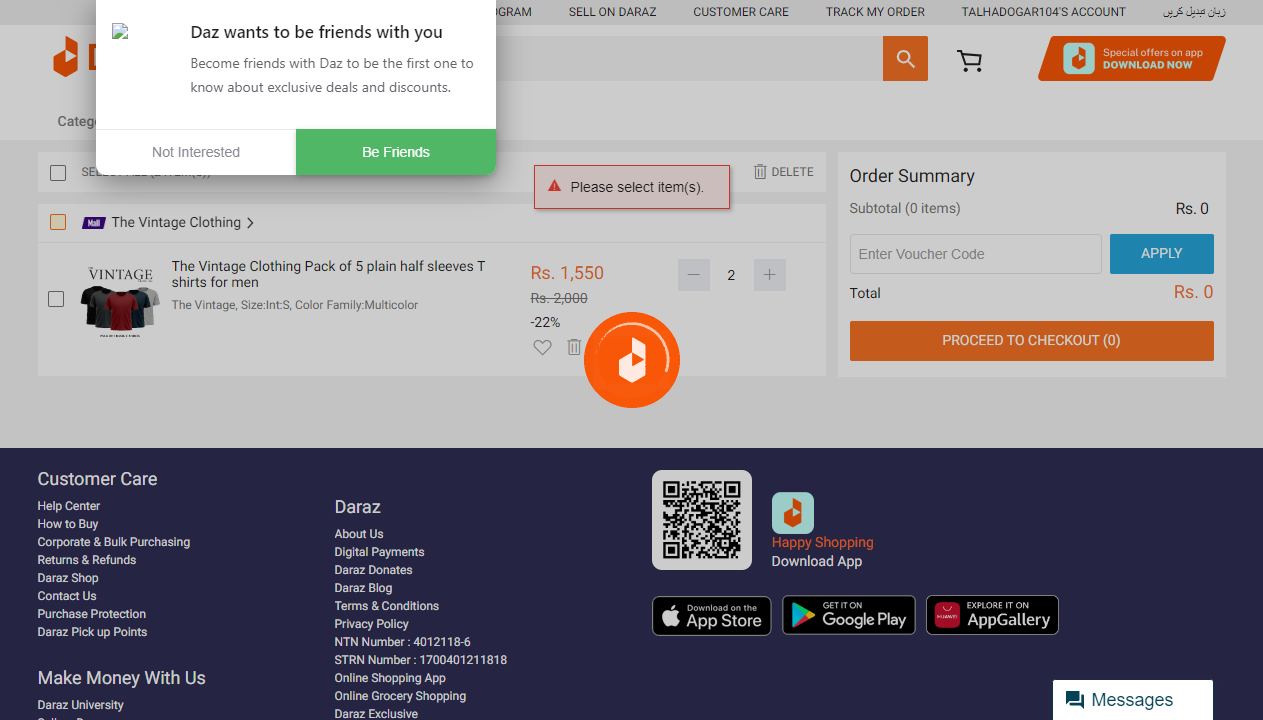 OGRAM
SELL ON DARAZ
CUSTOMER CARE
TRACK MY ORDER
TALHADOGAR104'S ACCOUNT
زبان تبدیل کریں
Daz wants to be friends with you
Become friends with Daz to be the first one to
know about exclusive deals and discounts.
Not Interested
Be Friends
Special offers on app
DOWNLOAD NOW
Categ
DELETE
Please select item(s).
Mall
The Vintage Clothing
THE
VINTAGE
The Vintage Clothing Pack of 5 plain half sleeves T
shirts for men
The Vintage, Size:Int:S, Color Family:Multicolor
Rs. 1,550
Rs. 2,000
-22%
2
Order Summary
Subtotal (0 items)
Rs. 0
Enter Voucher Code
APPLY
Total
Rs. 0
PROCEED TO CHECKOUT (0)
Customer Care
Help Center
How to Buy
Corporate & Bulk Purchasing
Returns & Refunds
Daraz Shop
Contact Us
Purchase Protection
Daraz Pick up Points
Make Money With Us
Daraz University
Daraz
About Us
Digital Payments
Daraz Donates
Daraz Blog
Terms & Conditions
Privacy Policy
NTN Number : 4012118-6
STRN Number : 1700401211818
Online Shopping App
Online Grocery Shopping
Daraz Exclusive
Happy Shopping
Download App
Download on the
App Store
GET IT ON
Google Play
HUAWEI
EXPLORE IT ON
AppGallery
Messages